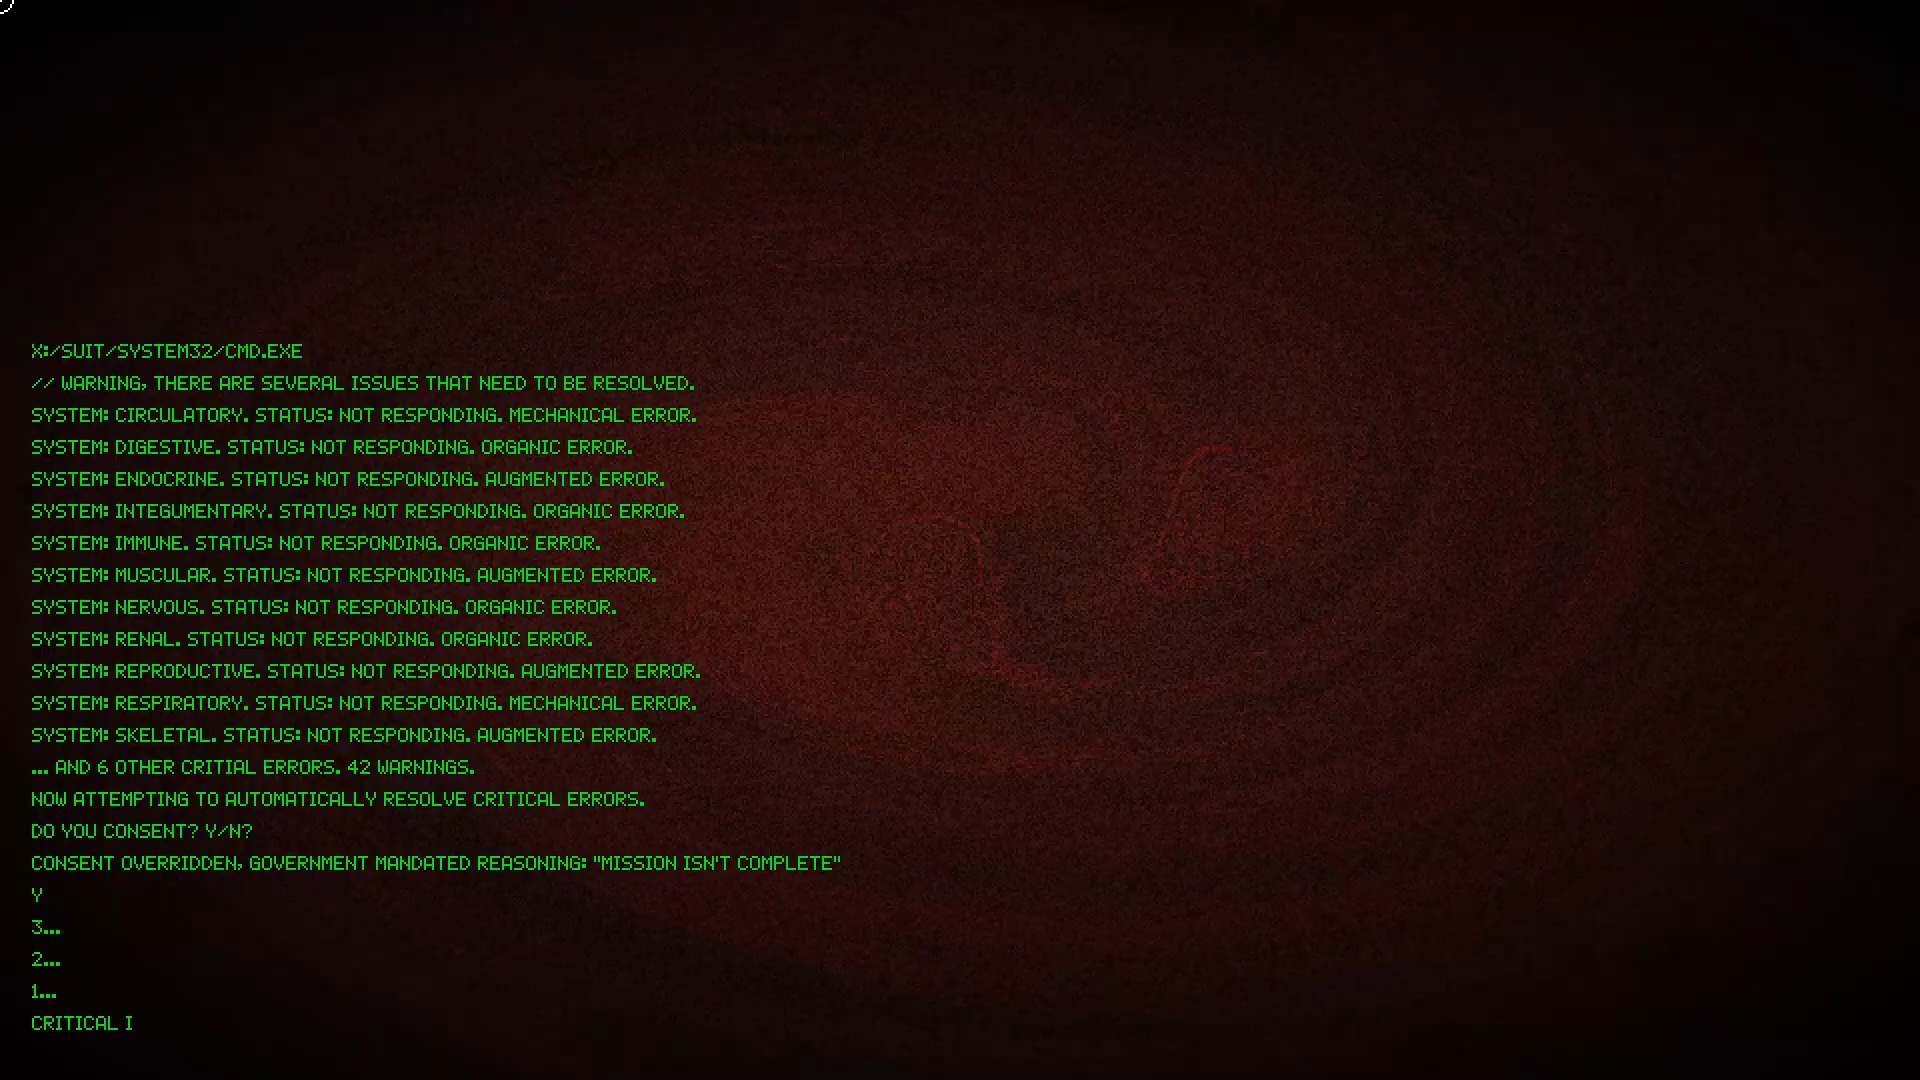 X:/SUIT/SYSTEM32/CMD.EXE
// WARNING, THERE ARE SEVERAL ISSUES THAT NEED TO BE RESOLVED.
SYSTEM: CIRCULATORY. STATUS: NOT RESPONDING. MECHANICAL ERROR.
SYSTEM: DIGESTIVE. STATUS: NOT RESPONDING. ORGANIC ERROR.
SYSTEM: ENDOCRINE. STATUS: NOT RESPONDING. AUGMENTED ERROR.
SYSTEM: INTEGUMENTARY. STATUS: NOT RESPONDING. ORGANIC ERROR.
SYSTEM: IMMUNE. STATUS: NOT RESPONDING. ORGANIC ERROR.
SYSTEM: MUSCULAR. STATUS: NOT RESPONDING. AUGMENTED ERROR.
SYSTEM: NERVOUS. STATUS: NOT RESPONDING. ORGANIC ERROR.
SYSTEM: RENAL. STATUS: NOT RESPONDING. ORGANIC ERROR.
SYSTEM: REPRODUCTIVE. STATUS: NOT RESPONDING. AUGMENTED ERROR.
SYSTEM: RESPIRATORY. STATUS: NOT RESPONDING. MECHANICAL ERROR.
SYSTEM: SKELETAL. STATUS: NOT RESPONDING. AUGMENTED ERROR.
... AND 6 OTHER CRITIAL ERRORS. 42 WARNINGS.
NOW ATTEMPTING TO AUTOMATICALLY RESOLVE CRITICAL ERRORS.
DO YOU CONSENT? Y/N?
CONSENT OVERRIDDEN, GOVERNMENT MANDATED REASONING: "MISSION ISN'T COMPLETE"
Y
3...
2...
1...
CRITICAL I